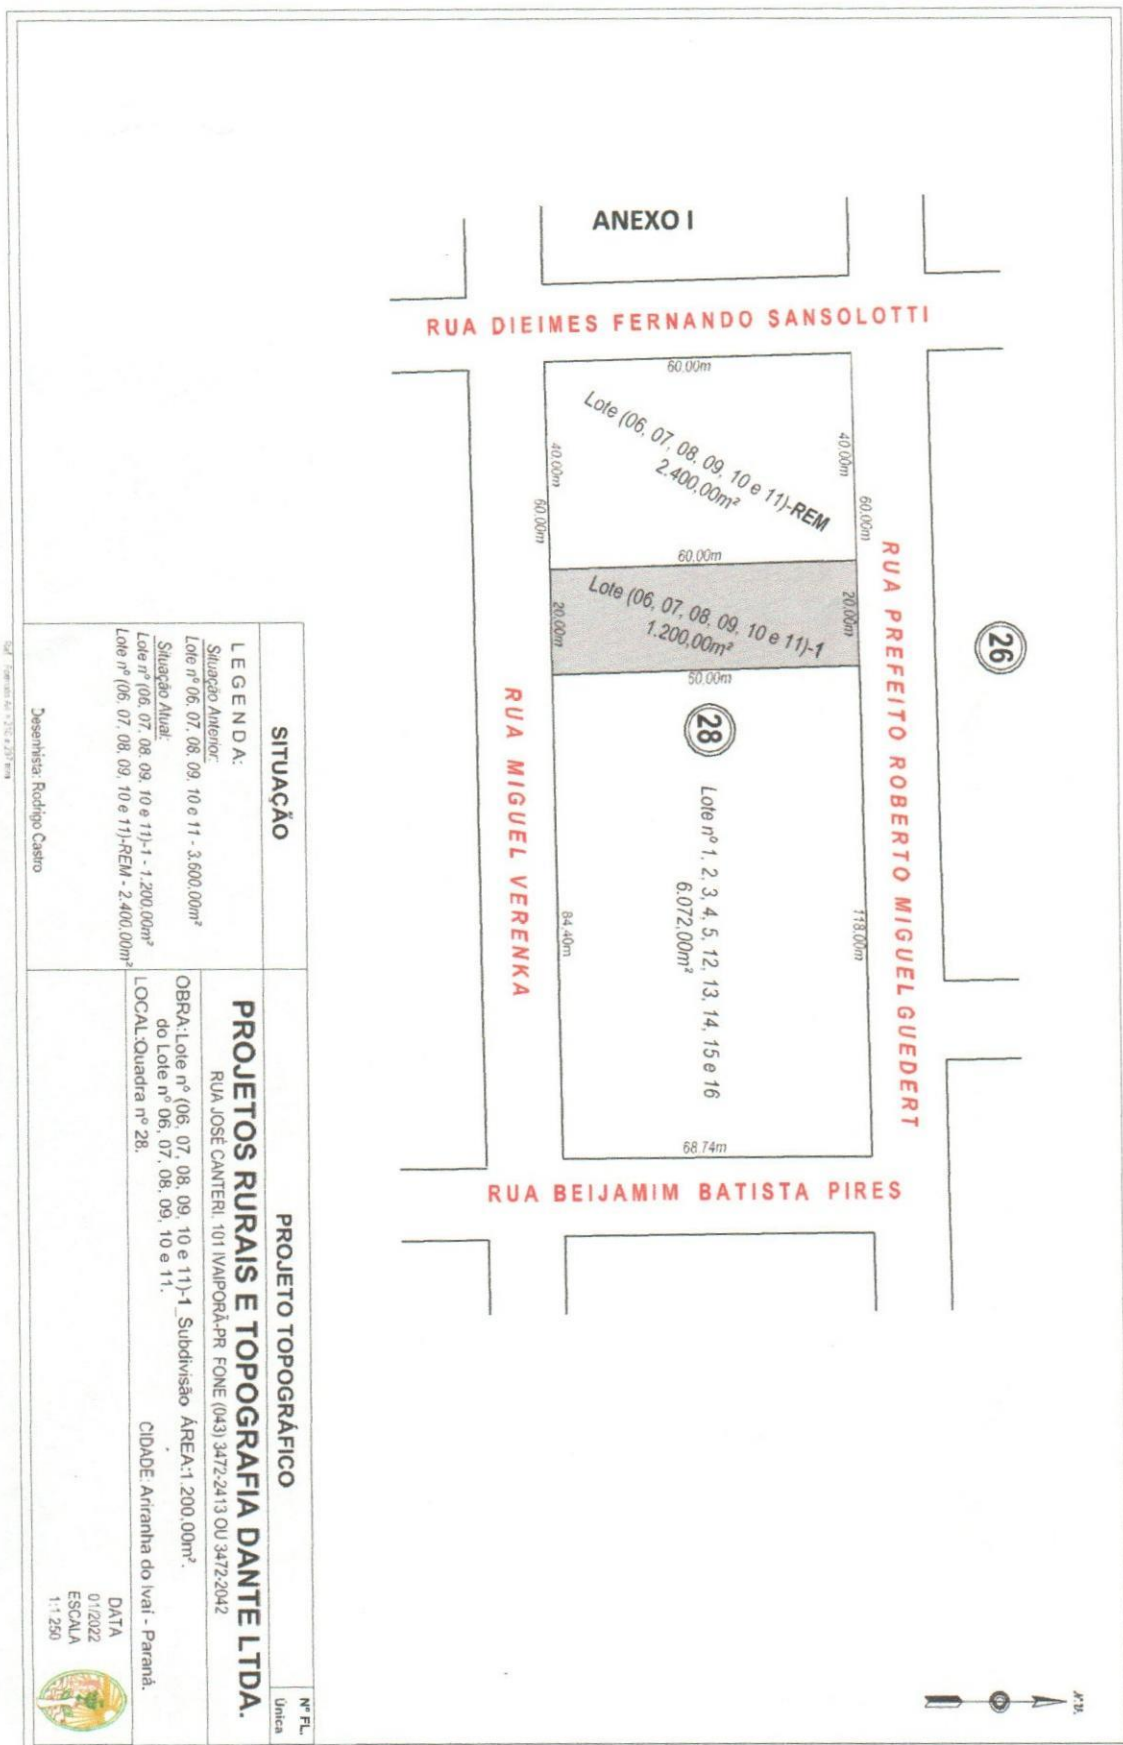 ANEXO I
RUA DIEIMES FERNANDO SANSOLOTTI
60.00m
Lote (06, 07, 08, 09, 10 e 11)-REM
2.400,00m²
40.00m
60.00m
40.00m
60.00m
60.00m
Lote (06, 07, 08, 09, 10 e 11)-1
1.200,00m²
20.00m
20.00m
RUA PREFEITO ROBERTO MIGUEL GUEDERT
26
28
Lote nº 1, 2, 3, 4, 5, 12, 13, 14, 15 e 16
6.072,00m²
118.00m
84.40m
68.74m
RUA MIGUEL VERENKA
RUA BEIJAMIM BATISTA PIRES
N.V.
SITUAÇÃO
LEGENDA:
Situação Anterior:
Lote nº 06, 07, 08, 09, 10 e 11 - 3.600,00m²
Situação Atual:
Lote nº (06, 07, 08, 09, 10 e 11)-1 - 1.200,00m²
Lote nº (06, 07, 08, 09, 10 e 11)-REM - 2.400,00m²
Desenhista: Rodrigo Castro
PROJETO TOPOGRÁFICO
Nº FL.
Única
PROJETOS RURAIS E TOPOGRAFIA DANTE LTDA.
RUA JOSÉ CANTERI, 101 IVAIPORÃ-PR FONE (043) 3472-2413 OU 3472-2042
OBRA:Lote nº (06, 07, 08, 09, 10 e 11)-1_Subdivisão ÁREA:1.200,00m².
do Lote nº 06, 07, 08, 09, 10 e 11.
LOCAL:Quadra nº 28.
CIDADE: Ariranha do Ivaí - Paraná.
DATA
01/2022
ESCALA
1:1.250